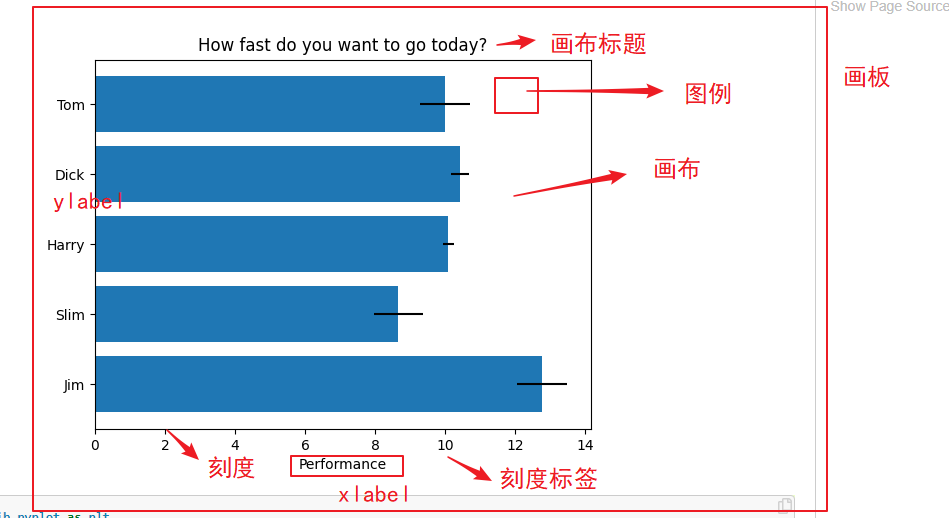 Show Page Source
How fast do you want to go today?
画布标题
画板
图例
Tom
画布
Dick
ylabel
Harry
Slim
Jim
0 2 4 6 8 10 12 14
刻度
Performance
刻度标签
xlabel
pyplot as plt